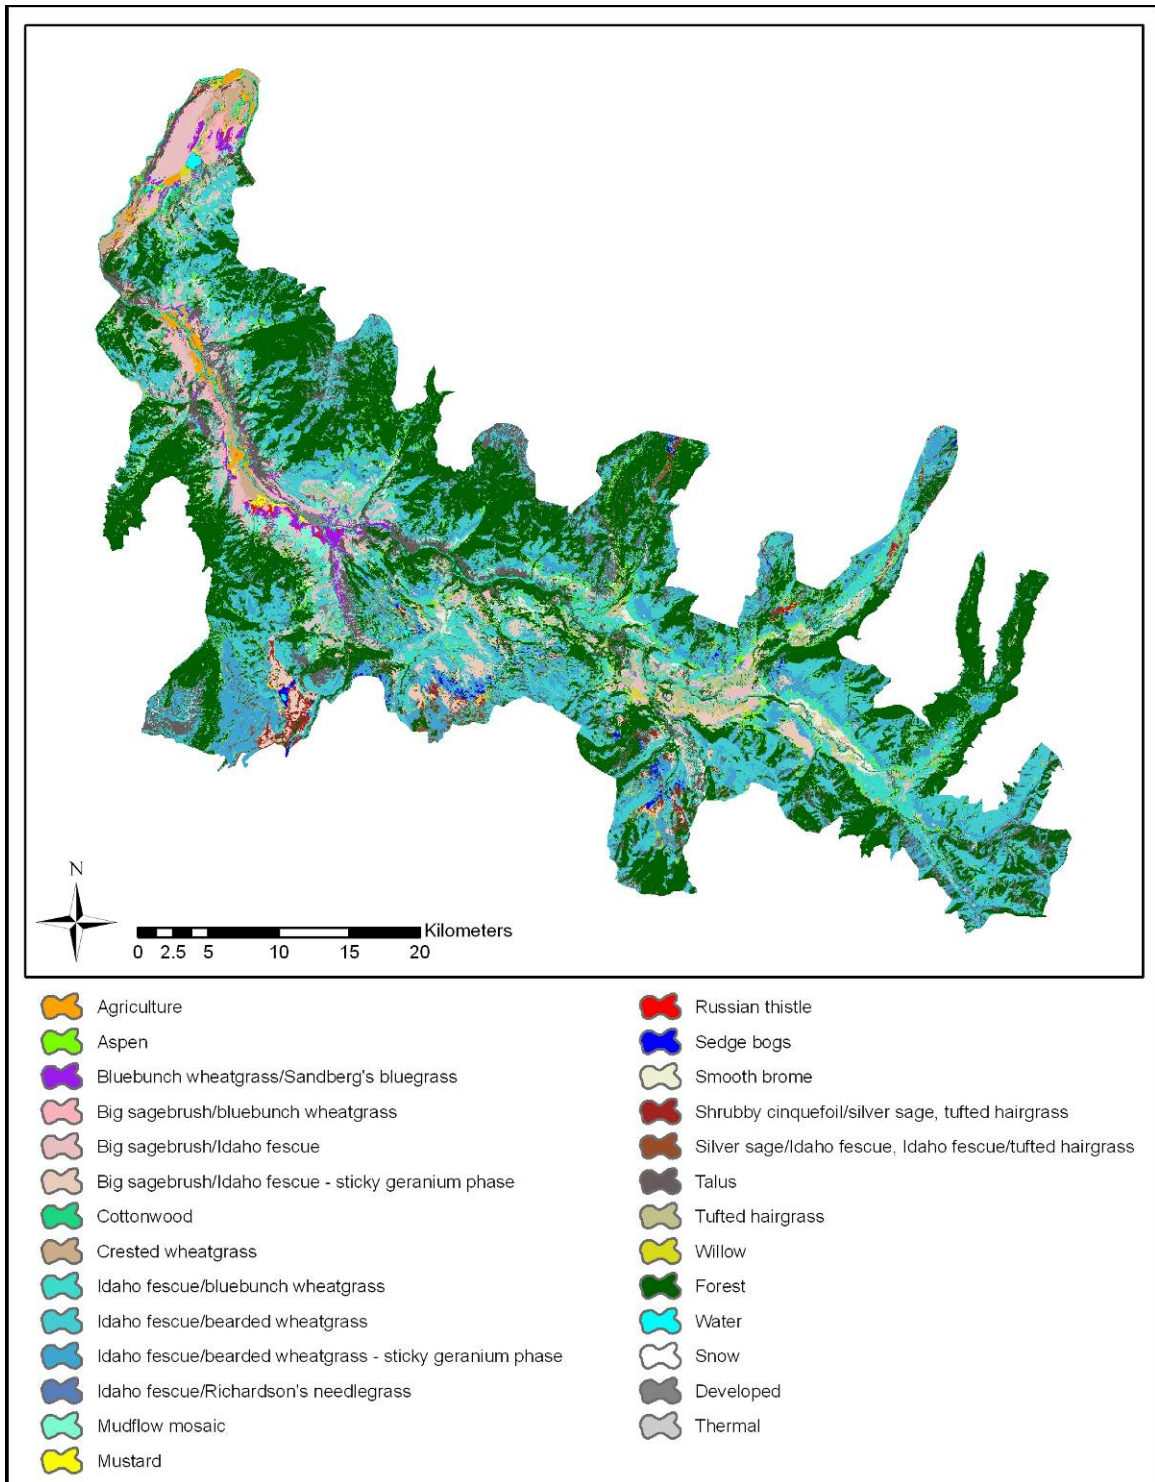 N
Kilometers
0 2.5 5 10 15 20
Agriculture
Aspen
Bluebunch wheatgrass/Sandberg's bluegrass
Big sagebrush/bluebunch wheatgrass
Big sagebrush/Idaho fescue
Big sagebrush/Idaho fescue - sticky geranium phase
Cottonwood
Crested wheatgrass
Idaho fescue/bluebunch wheatgrass
Idaho fescue/bearded wheatgrass
Idaho fescue/bearded wheatgrass - sticky geranium phase
Idaho fescue/Richardson's needlegrass
Mudflow mosaic
Mustard
Russian thistle
Sedge bogs
Smooth brome
Shrubby cinquefoil/silver sage, tufted hairgrass
Silver sage/Idaho fescue, Idaho fescue/tufted hairgrass
Talus
Tufted hairgrass
Willow
Forest
Water
Snow
Developed
Thermal